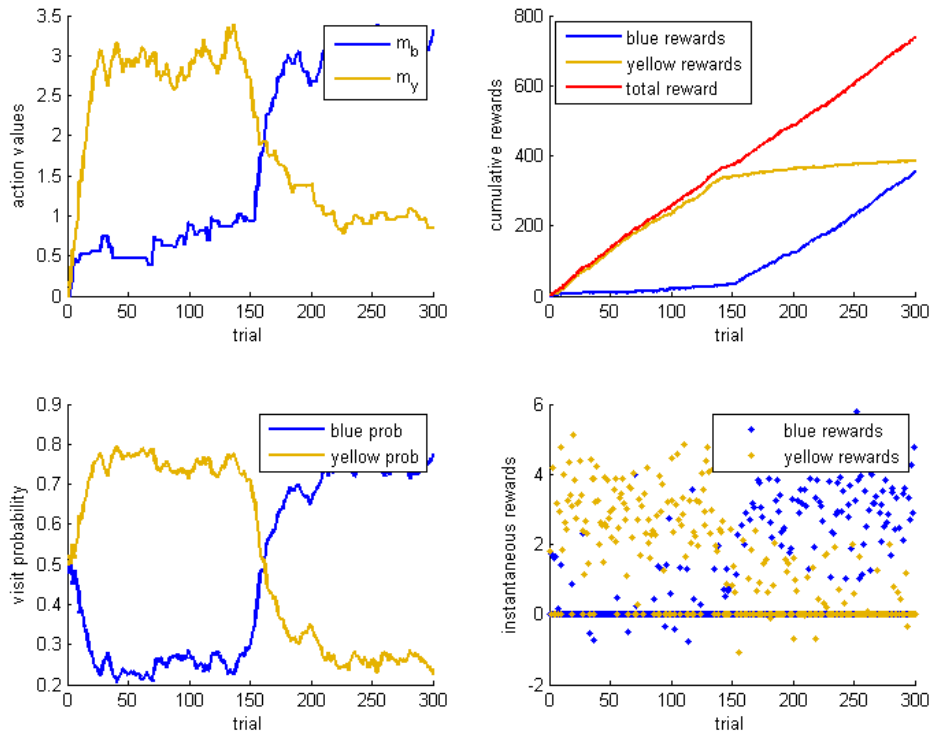 3.5
3
2.5
2
1.5
1
0.5
0
action values
m_b
m_y
0 50 100 150 200 250 300
trial
800
600
400
200
0
cumulative rewards
blue rewards
yellow rewards
total reward
0 50 100 150 200 250 300
trial
0.9
0.8
0.7
0.6
0.5
0.4
0.3
0.2
visit probability
blue prob
yellow prob
0 50 100 150 200 250 300
trial
6
4
2
0
-2
instantaneous rewards
blue rewards
yellow rewards
0 50 100 150 200 250 300
trial